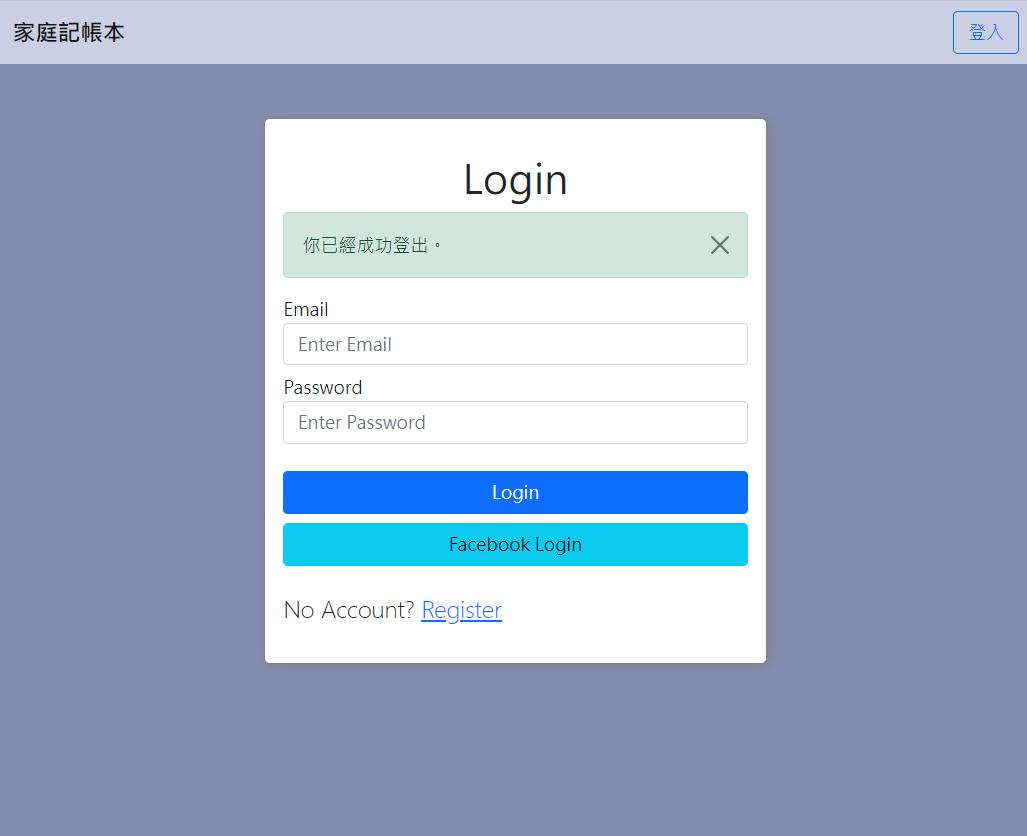 家庭記帳本
登入
Login
你已經成功登出。
Email
Enter Email
Password
Enter Password
Login
Facebook Login
No Account? Register